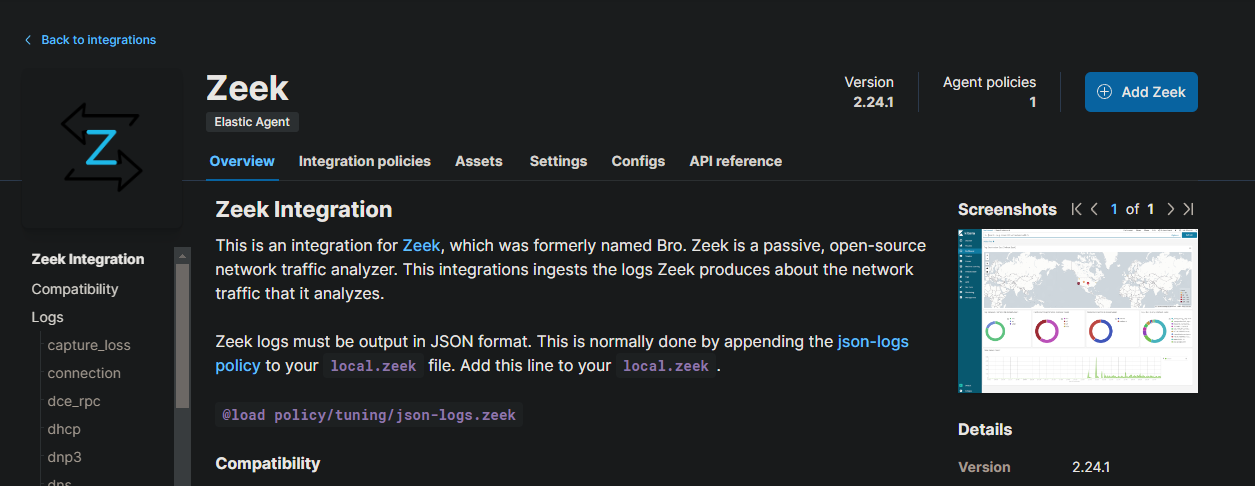 Back to integrations
Z
Zeek
Elastic Agent
Version
2.24.1
Agent policies
1
Add Zeek
Overview
Integration policies
Assets
Settings
Configs
API reference
Zeek Integration
Compatibility
Logs
capture_loss
connection
dce_rpc
dhcp
dnp3
dns
Zeek Integration
This is an integration for Zeek, which was formerly named Bro. Zeek is a passive, open-source
network traffic analyzer. This integrations ingests the logs Zeek produces about the network
traffic that it analyzes.
Zeek logs must be output in JSON format. This is normally done by appending the json-logs
policy to your local.zeek file. Add this line to your local.zeek .
@load policy/tuning/json-logs.zeek
Compatibility
Screenshots
1 of 1
Details
Version
2.24.1